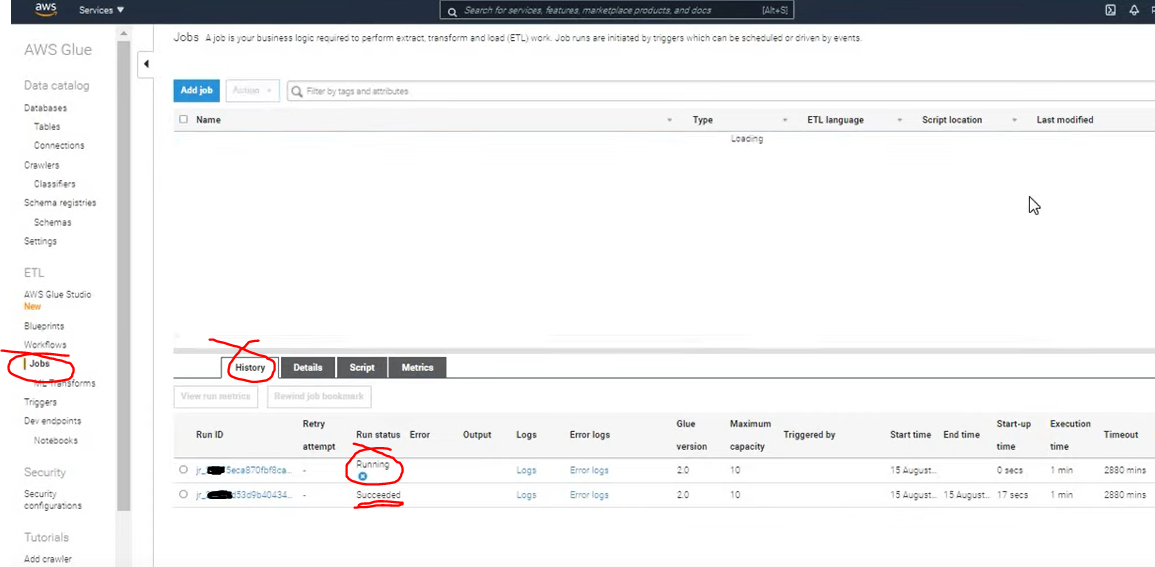 aws Services ▼ Search for services, features, marketplace products, and docs [Alt+S]
AWS Glue
Data catalog
Databases
Tables
Connections
Crawlers
Classifiers
Schema registries
Schemas
Settings
ETL
AWS Glue Studio
New
Blueprints
Workflows
Jobs
ML Transforms
Triggers
Dev endpoints
Notebooks
Security
Security
configurations
Tutorials
Add crawler
Jobs A job is your business logic required to perform extract, transform and load (ETL) work. Job runs are initiated by triggers which can be scheduled or driven by events.
Add job Action Filter by tags and attributes
Name Type ETL language Script location Last modified
Loading
History Details Script Metrics
View run metrics Rewind job bookmark
Run ID Retry attempt Run status Error Output Logs Error logs Glue version Maximum capacity Triggered by Start time End time Start-up time Execution time Timeout
jr_ 5eca870fbf8ca... - Running Logs Error logs 2.0 10 15 August... 0 secs 1 min 2880 mins
jr_ d53d9b40434... - Succeeded Logs Error logs 2.0 10 15 August... 15 August... 17 secs 1 min 2880 mins